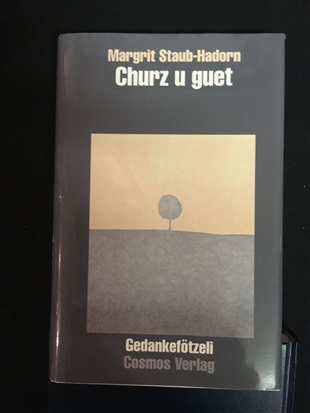 Margrit Staub-Hadorn
Churz u guet
Gedankefötzeli
Cosmos Verlag